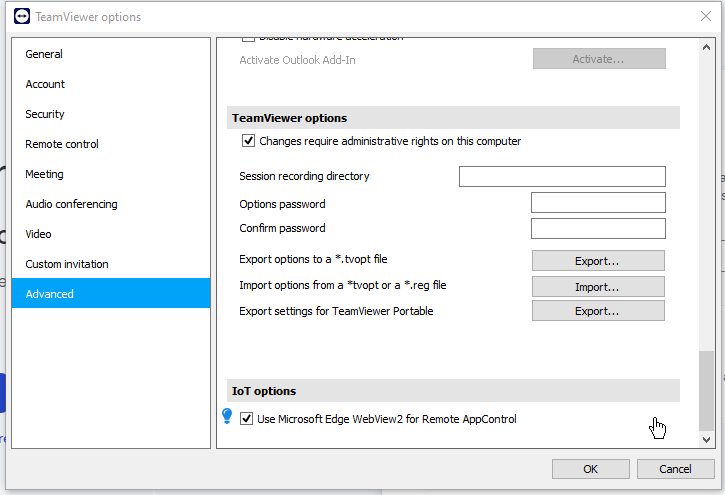 TeamViewer options
General
Account
Security
Remote control
Meeting
Audio conferencing
Video
Custom invitation
Advanced
Disable hardware acceleration
Activate Outlook Add-In
Activate...
TeamViewer options
Changes require administrative rights on this computer
Session recording directory
Options password
Confirm password
Export options to a *.tvopt file
Export...
Import options from a *tvopt or a *.reg file
Import...
Export settings for TeamViewer Portable
Export...
IoT options
Use Microsoft Edge WebView2 for Remote AppControl
OK
Cancel